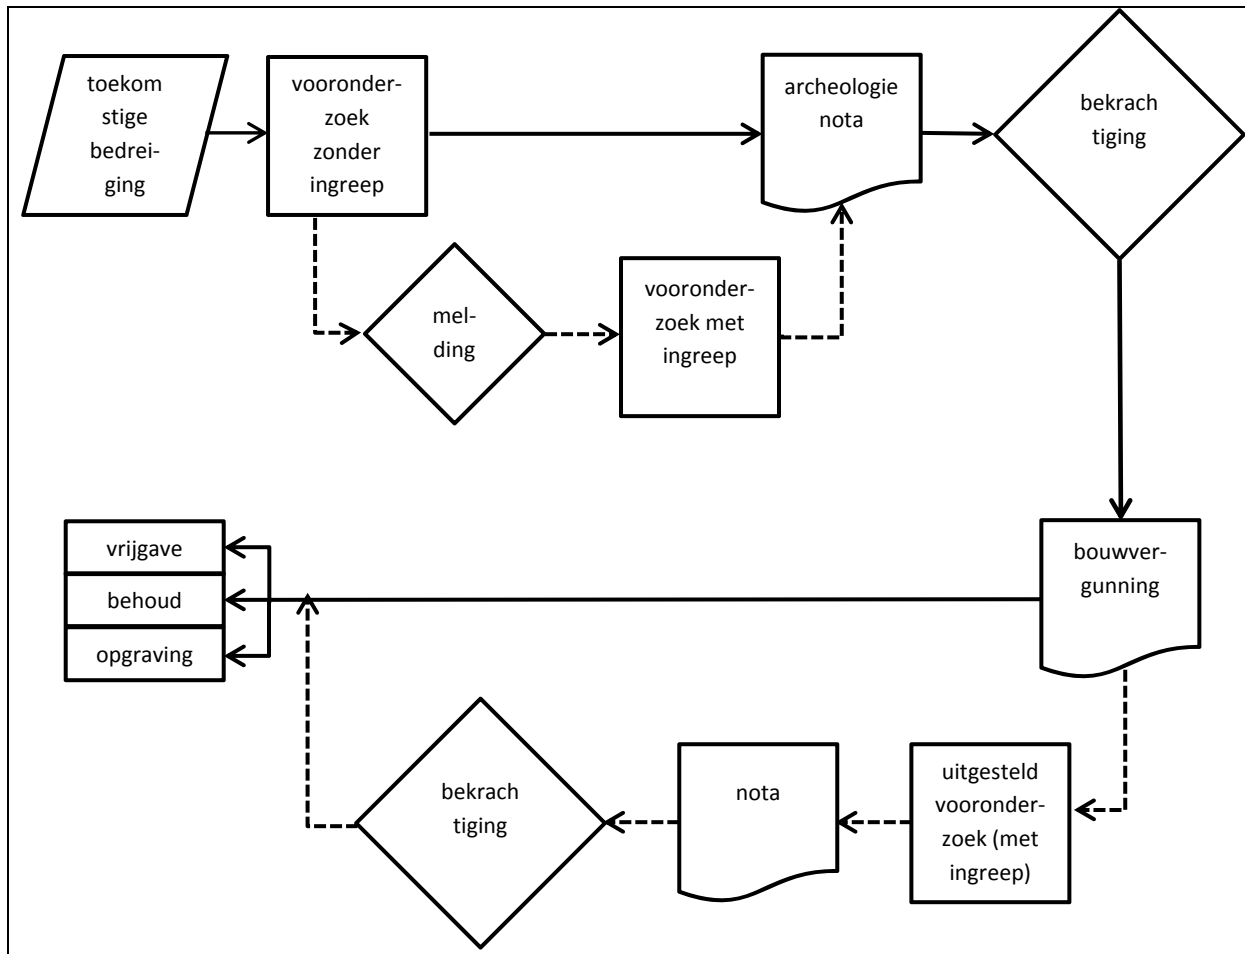 toekom
stige
bedrei-
ging
vooronder-
zoek
zonder
ingreep
archeologie
nota
bekrach
tiging
mel-
ding
vooronder-
zoek met
ingreep
bouwver-
gunning
vrijgave
behoud
opgraving
bekrach
tiging
nota
uitgesteld
vooronder-
zoek (met
ingreep)